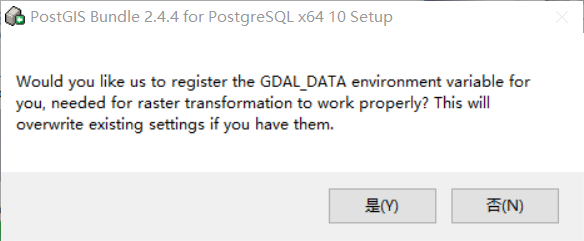 PostGIS Bundle 2.4.4 for PostgreSQL x64 10 Setup
Would you like us to register the GDAL_DATA environment variable for
you, needed for raster transformation to work properly? This will
overwrite existing settings if you have them.
是(Y)
否(N)